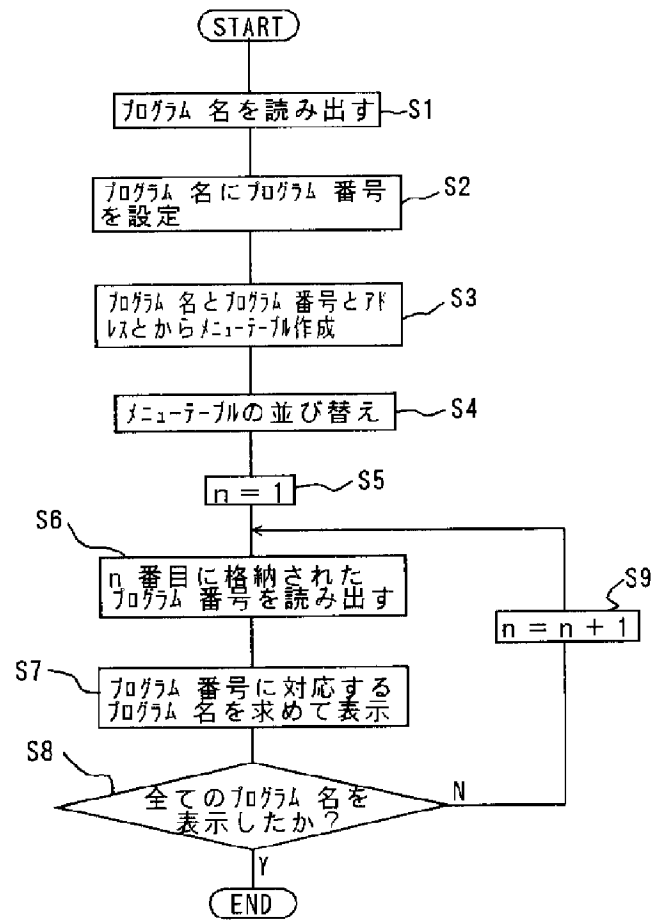 START
ﾌﾟﾛｸﾞﾗﾑ 名を読み出す
S1
ﾌﾟﾛｸﾞﾗﾑ 名にﾌﾟﾛｸﾞﾗﾑ 番号
を設定
S2
ﾌﾟﾛｸﾞﾗﾑ 名とﾌﾟﾛｸﾞﾗﾑ 番号とｱﾄﾞ
ﾚｽとからﾒﾆｭｰﾃｰﾌﾞﾙ作成
S3
ﾒﾆｭｰﾃｰﾌﾞﾙの並び替え
S4
n = 1
S5
S6
n 番目に格納された
ﾌﾟﾛｸﾞﾗﾑ 番号を読み出す
S9
n = n + 1
S7
ﾌﾟﾛｸﾞﾗﾑ 番号に対応する
ﾌﾟﾛｸﾞﾗﾑ 名を求めて表示
S8
全てのﾌﾟﾛｸﾞﾗﾑ 名を
表示したか?
N
Y
END